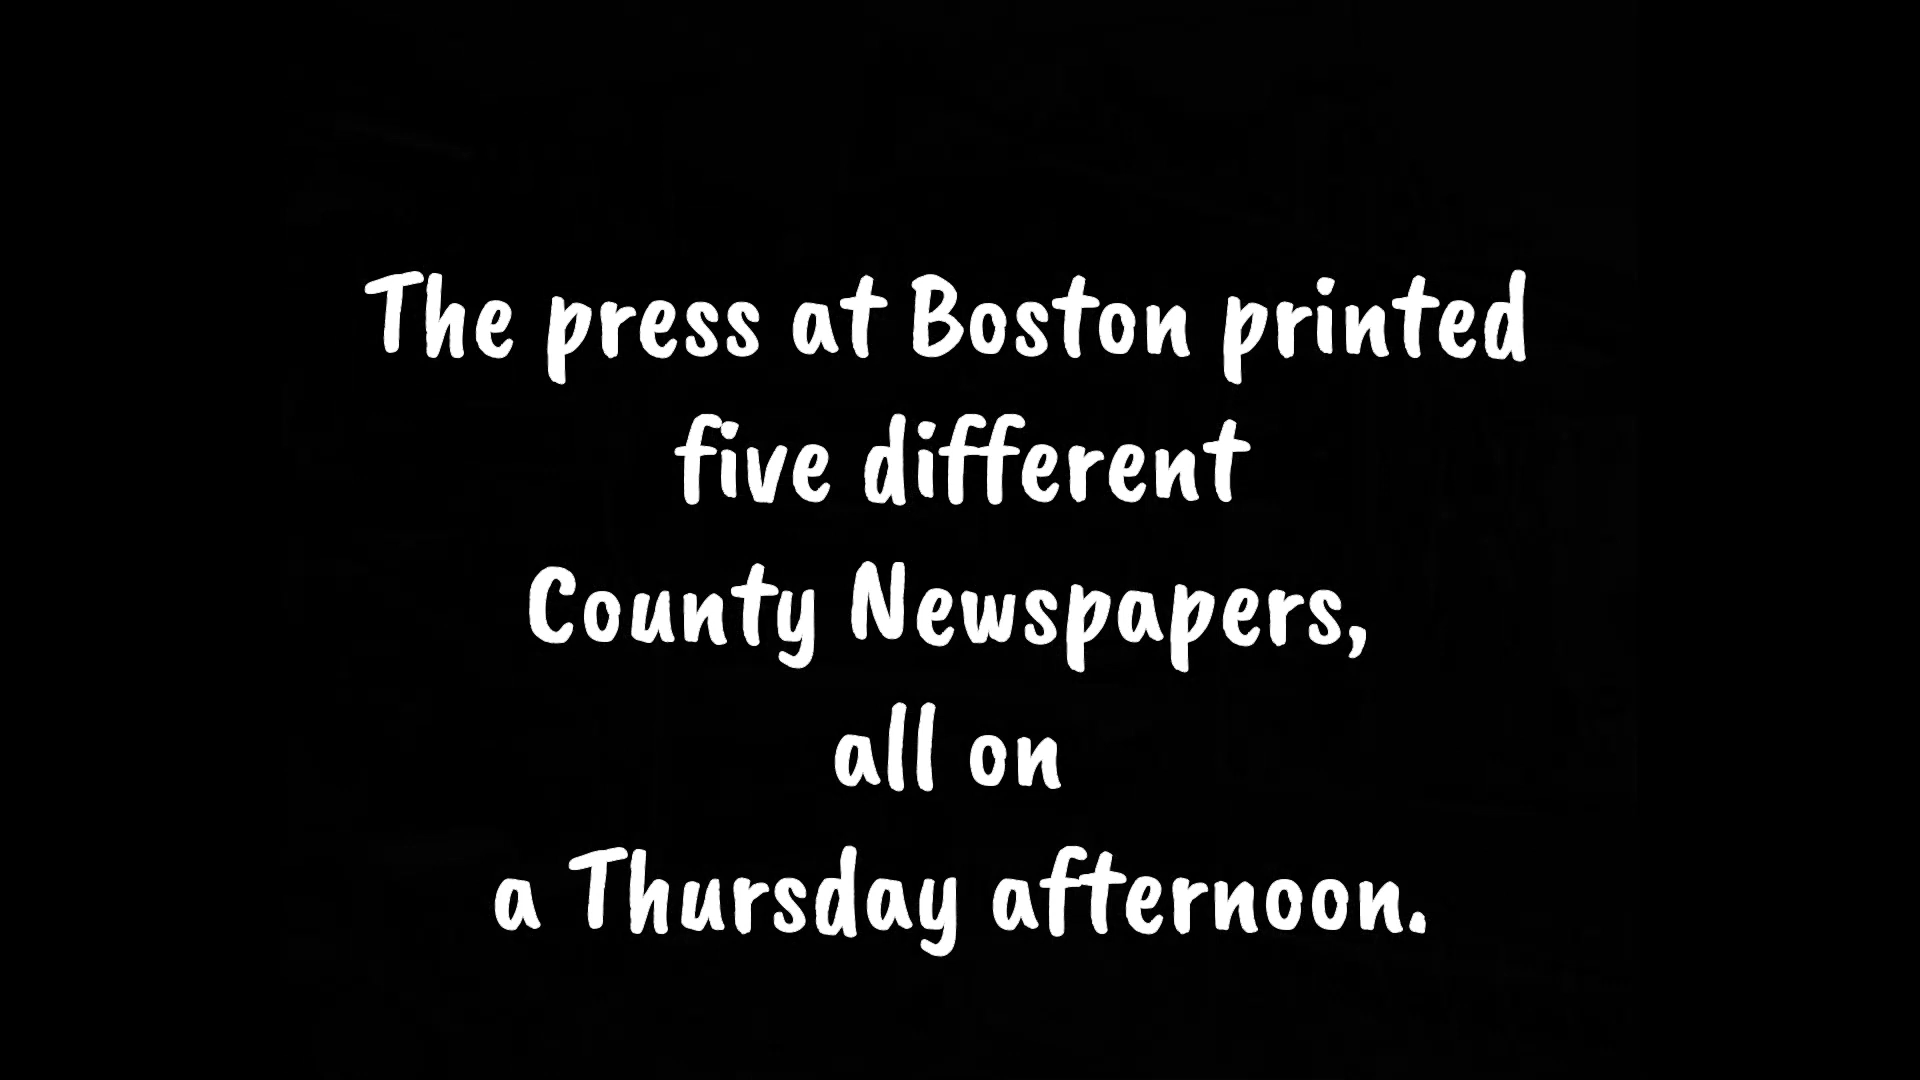 The press at Boston printed
five different
County Newspapers,
all on
a Thursday afternoon.